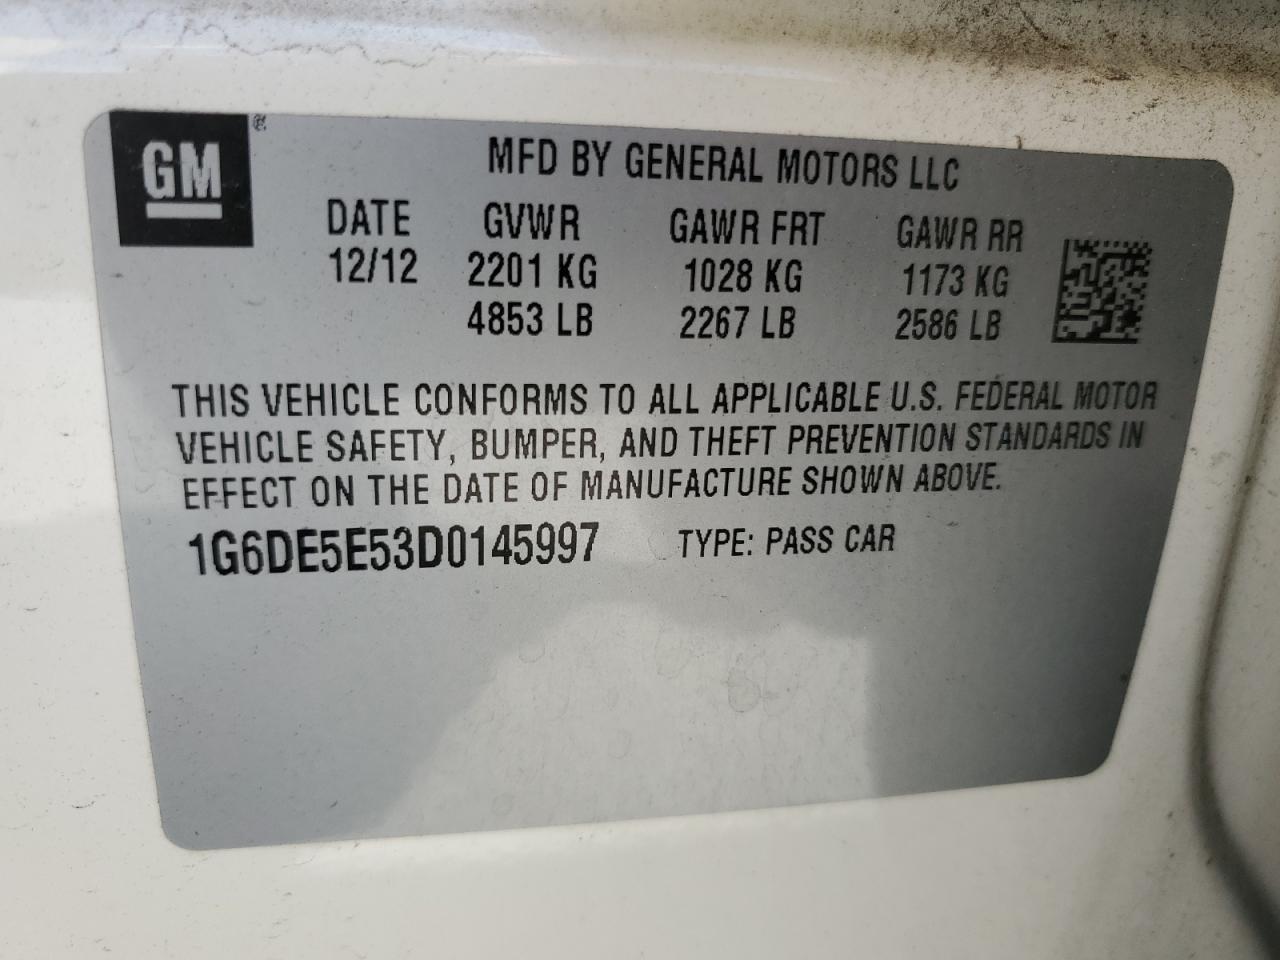 GM ®
MFD BY GENERAL MOTORS LLC
DATE GVWR GAWR FRT GAWR RR
12/12 2201 KG 1028 KG 1173 KG
4853 LB 2267 LB 2586 LB
THIS VEHICLE CONFORMS TO ALL APPLICABLE U.S. FEDERAL MOTOR
VEHICLE SAFETY, BUMPER, AND THEFT PREVENTION STANDARDS IN
EFFECT ON THE DATE OF MANUFACTURE SHOWN ABOVE.
1G6DE5E53D0145997 TYPE: PASS CAR